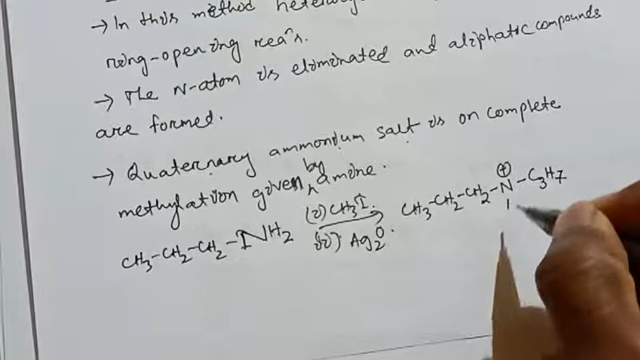 → In this method
ring-opening reaⁿs.
→ The N-atom is eliminated and aliphatic compounds
are formed.
→ Quaternary ammonium salt is on complete
methylation given by amine.
CH3-CH2-CH2-NH2 (i) CH3I. (ii) Ag2O. → CH3-CH2-CH2-N⊕-C3H7